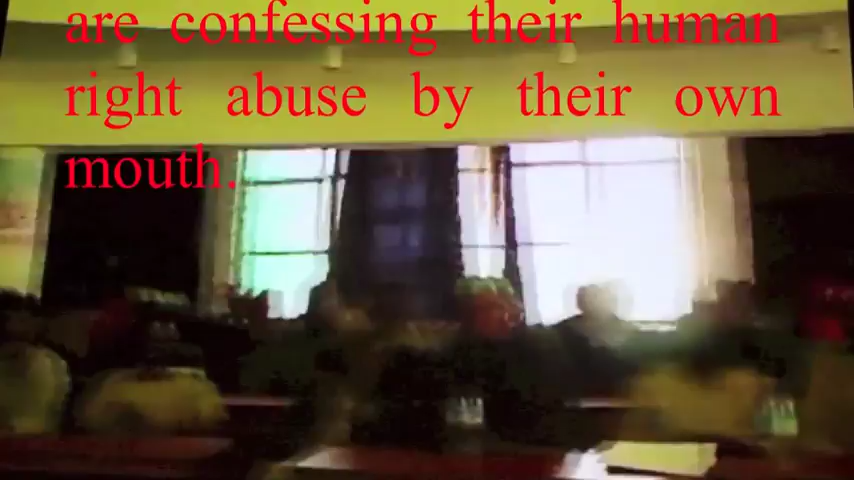 are confessing their human
right abuse by their own
mouth.